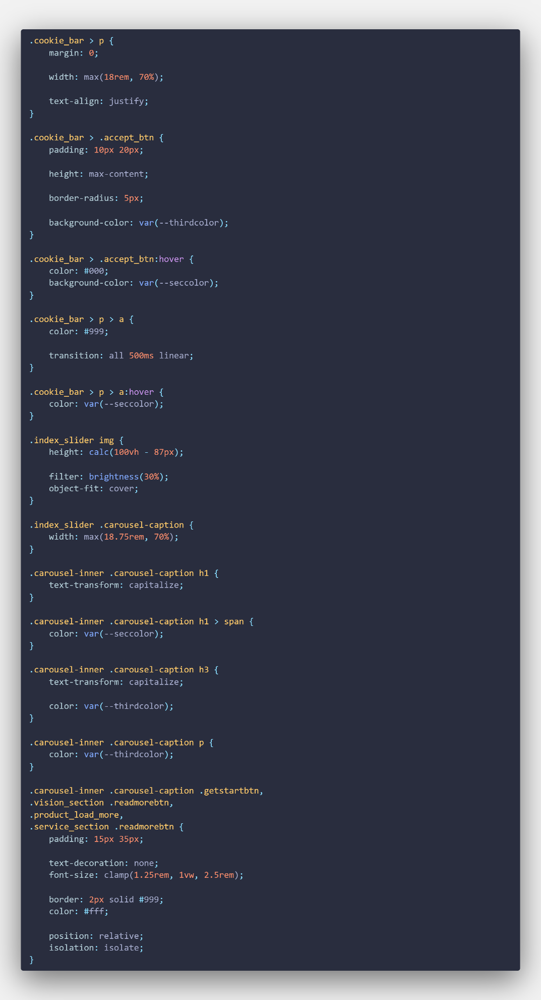 .cookie_bar > p {
    margin: 0;

    width: max(18rem, 70%);

    text-align: justify;
}

.cookie_bar > .accept_btn {
    padding: 10px 20px;

    height: max-content;

    border-radius: 5px;

    background-color: var(--thirdcolor);
}

.cookie_bar > .accept_btn:hover {
    color: #000;
    background-color: var(--seccolor);
}

.cookie_bar > p > a {
    color: #999;

    transition: all 500ms linear;
}

.cookie_bar > p > a:hover {
    color: var(--seccolor);
}

.index_slider img {
    height: calc(100vh - 87px);

    filter: brightness(30%);
    object-fit: cover;
}

.index_slider .carousel-caption {
    width: max(18.75rem, 70%);
}

.carousel-inner .carousel-caption h1 {
    text-transform: capitalize;
}

.carousel-inner .carousel-caption h1 > span {
    color: var(--seccolor);
}

.carousel-inner .carousel-caption h3 {
    text-transform: capitalize;

    color: var(--thirdcolor);
}

.carousel-inner .carousel-caption p {
    color: var(--thirdcolor);
}

.carousel-inner .carousel-caption .getstartbtn,
.vision_section .readmorebtn,
.product_load_more,
.service_section .readmorebtn {
    padding: 15px 35px;

    text-decoration: none;
    font-size: clamp(1.25rem, 1vw, 2.5rem);

    border: 2px solid #999;
    color: #fff;

    position: relative;
    isolation: isolate;
}